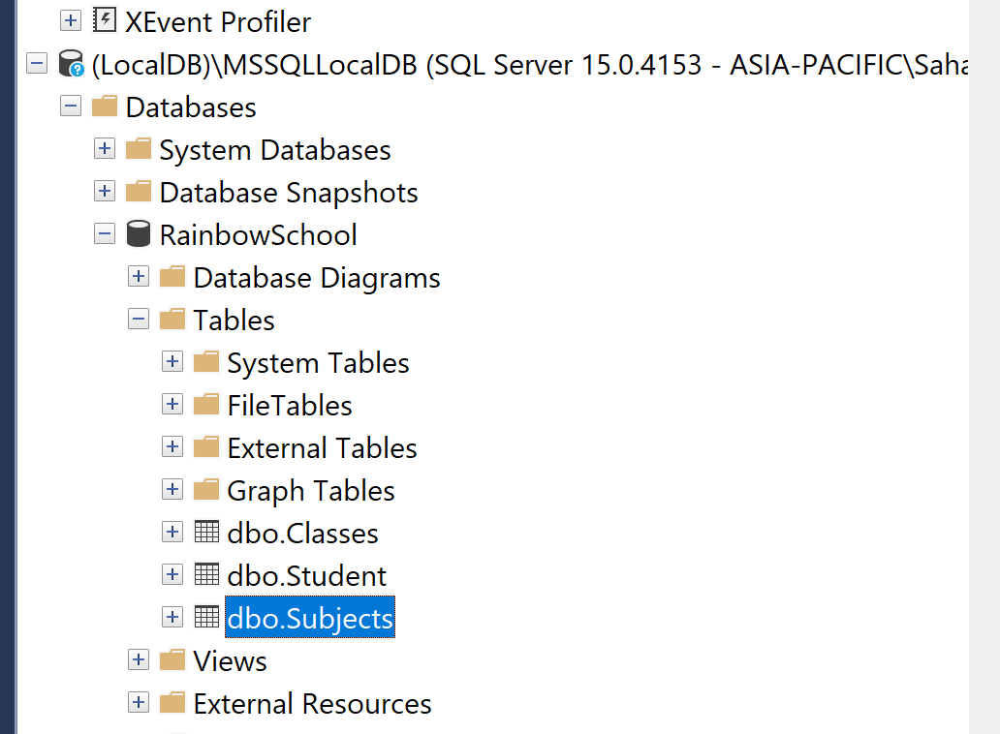 XEvent Profiler
(LocalDB)\MSSQLLocalDB (SQL Server 15.0.4153 - ASIA-PACIFIC\Saha
Databases
System Databases
Database Snapshots
RainbowSchool
Database Diagrams
Tables
System Tables
FileTables
External Tables
Graph Tables
dbo.Classes
dbo.Student
dbo.Subjects
Views
External Resources